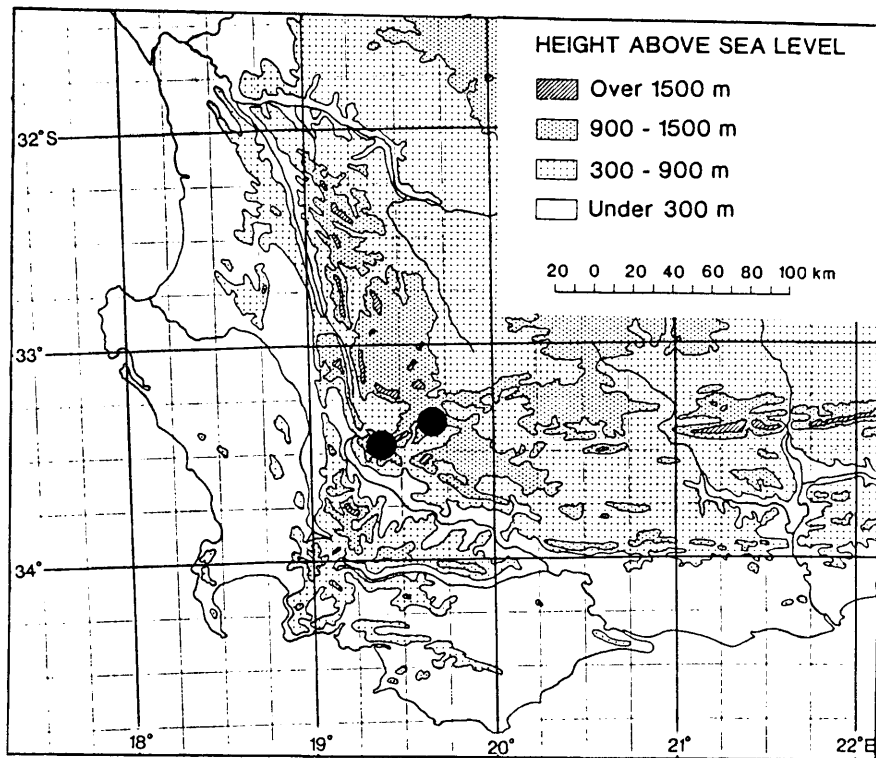 HEIGHT ABOVE SEA LEVEL
Over 1500 m
900 - 1500 m
300 - 900 m
Under 300 m
20 0 20 40 60 80 100 km
32°S
33°
34°
18° 19° 20° 21° 22°E